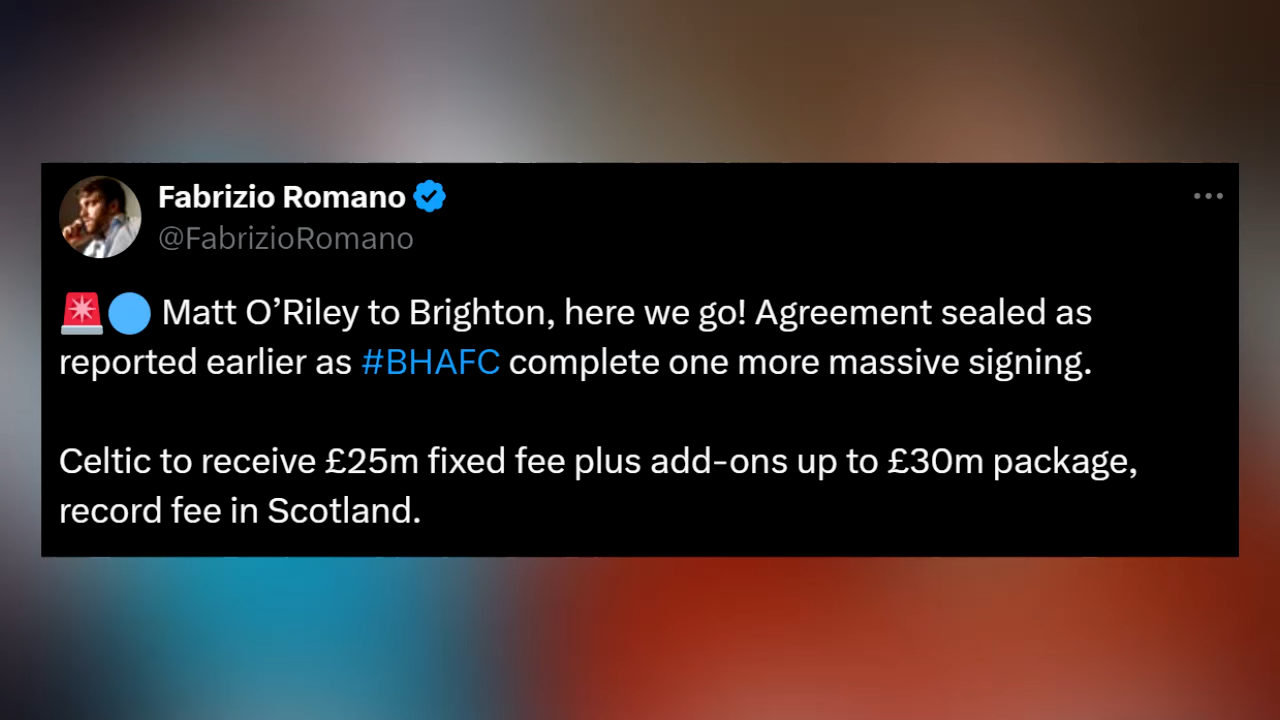 Fabrizio Romano
@FabrizioRomano
🚨🔵 Matt O’Riley to Brighton, here we go! Agreement sealed as
reported earlier as #BHAFC complete one more massive signing.
Celtic to receive £25m fixed fee plus add-ons up to £30m package,
record fee in Scotland.